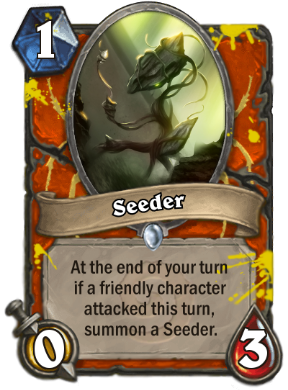 1
Seeder
At the end of your turn
if a friendly character
attacked this turn,
summon a Seeder.
0 3